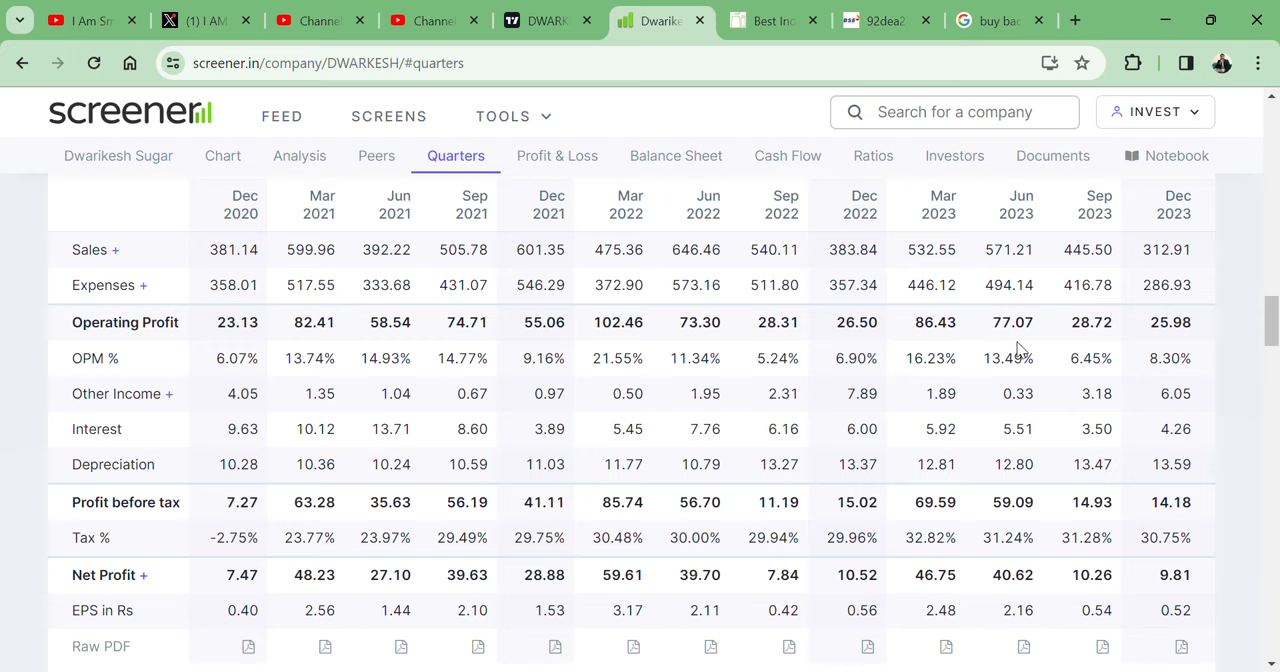 I Am Sm
(1) I AM
Channel
Channel
DWARK
Dwarike
Best Inc
92dea2
buy bac
screener.in/company/DWARKESH/#quarters
screener
FEED
SCREENS
TOOLS
Search for a company
INVEST
Dwarikesh Sugar Chart Analysis Peers Quarters Profit & Loss Balance Sheet Cash Flow Ratios Investors Documents Notebook
Dec Mar Jun Sep Dec Mar Jun Sep Dec Mar Jun Sep Dec
2020 2021 2021 2021 2021 2022 2022 2022 2022 2023 2023 2023 2023
Sales + 381.14 599.96 392.22 505.78 601.35 475.36 646.46 540.11 383.84 532.55 571.21 445.50 312.91
Expenses + 358.01 517.55 333.68 431.07 546.29 372.90 573.16 511.80 357.34 446.12 494.14 416.78 286.93
Operating Profit 23.13 82.41 58.54 74.71 55.06 102.46 73.30 28.31 26.50 86.43 77.07 28.72 25.98
OPM % 6.07% 13.74% 14.93% 14.77% 9.16% 21.55% 11.34% 5.24% 6.90% 16.23% 13.49% 6.45% 8.30%
Other Income + 4.05 1.35 1.04 0.67 0.97 0.50 1.95 2.31 7.89 1.89 0.33 3.18 6.05
Interest 9.63 10.12 13.71 8.60 3.89 5.45 7.76 6.16 6.00 5.92 5.51 3.50 4.26
Depreciation 10.28 10.36 10.24 10.59 11.03 11.77 10.79 13.27 13.37 12.81 12.80 13.47 13.59
Profit before tax 7.27 63.28 35.63 56.19 41.11 85.74 56.70 11.19 15.02 69.59 59.09 14.93 14.18
Tax % -2.75% 23.77% 23.97% 29.49% 29.75% 30.48% 30.00% 29.94% 29.96% 32.82% 31.24% 31.28% 30.75%
Net Profit + 7.47 48.23 27.10 39.63 28.88 59.61 39.70 7.84 10.52 46.75 40.62 10.26 9.81
EPS in Rs 0.40 2.56 1.44 2.10 1.53 3.17 2.11 0.42 0.56 2.48 2.16 0.54 0.52
Raw PDF